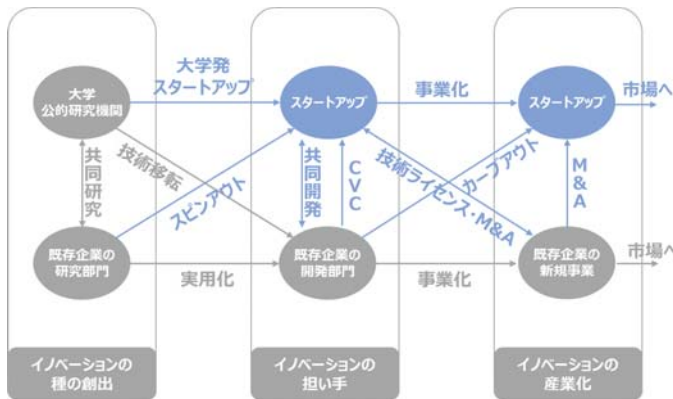 大学発
スタートアップ
大学
公的研究機関
スタートアップ
事業化
スタートアップ
市場へ
共同研究
技術移転
スピンアウト
共同開発
CVC
技術ライセンス・M&A
カーブアウト
M&A
既存企業の
研究部門
実用化
既存企業の
開発部門
事業化
既存企業の
新規事業
市場へ
イノベーションの
種の創出
イノベーションの
担い手
イノベーションの
産業化